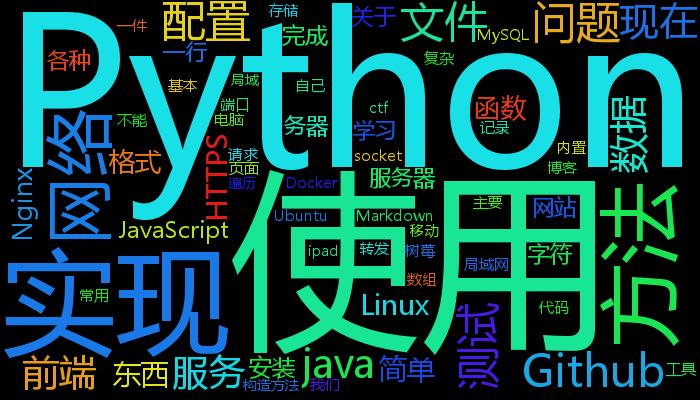 配置
存储
关于
文件
一件
MySQL
问题
现在
Python
各种
一行
完成
复杂
基本
局域
自己
端口
ctf
函数
数据
网络
不能
电脑
务器
学习
记录
格式
HTTPS
请求
socket
内置
页面
博客
Nginx
遍历
Docker
服务器
主要
网站
方法
JavaScript
Ubuntu
Markdown
移动
使用
实现
ipad
转发
树莓
字符
局域网
数组
常用
Linux
代码
测试
前端
东西
服务
安装
java
简单
Github
工具
构造方法
我们